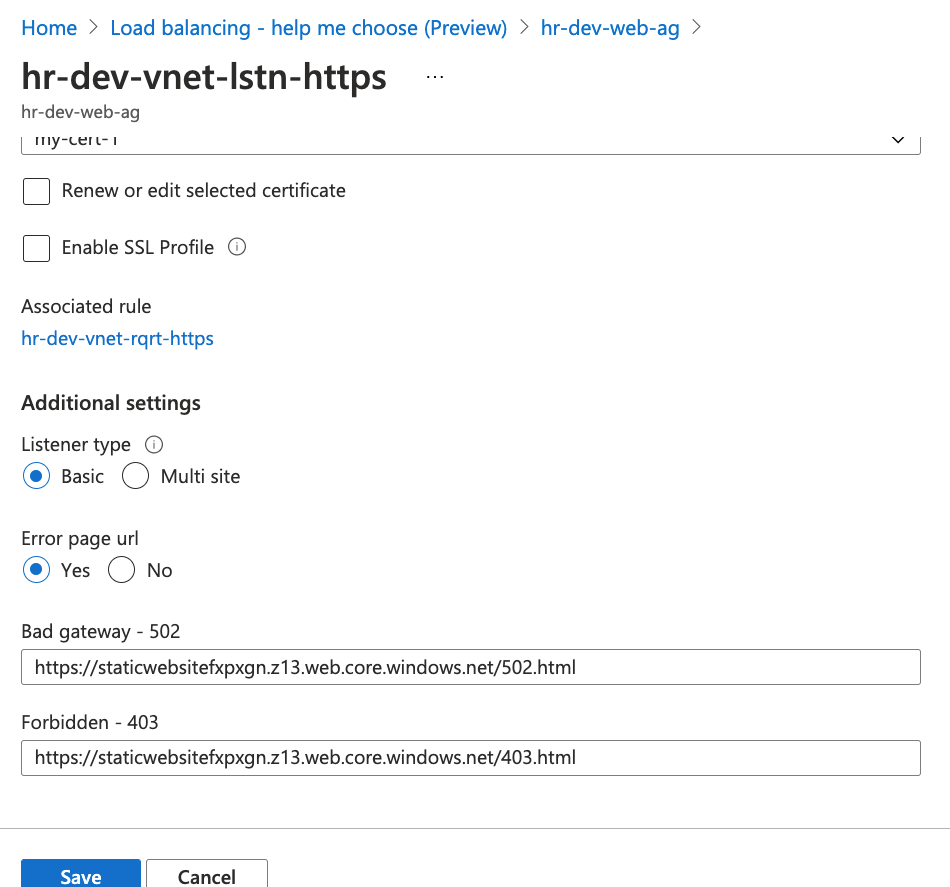 Home > Load balancing - help me choose (Preview) > hr-dev-web-ag >
hr-dev-vnet-lstn-https ...
hr-dev-web-ag
my-cert-1
Renew or edit selected certificate
Enable SSL Profile
Associated rule
hr-dev-vnet-rqrt-https
Additional settings
Listener type
Basic Multi site
Error page url
Yes No
Bad gateway - 502
https://staticwebsitefxpxgn.z13.web.core.windows.net/502.html
Forbidden - 403
https://staticwebsitefxpxgn.z13.web.core.windows.net/403.html
Save Cancel